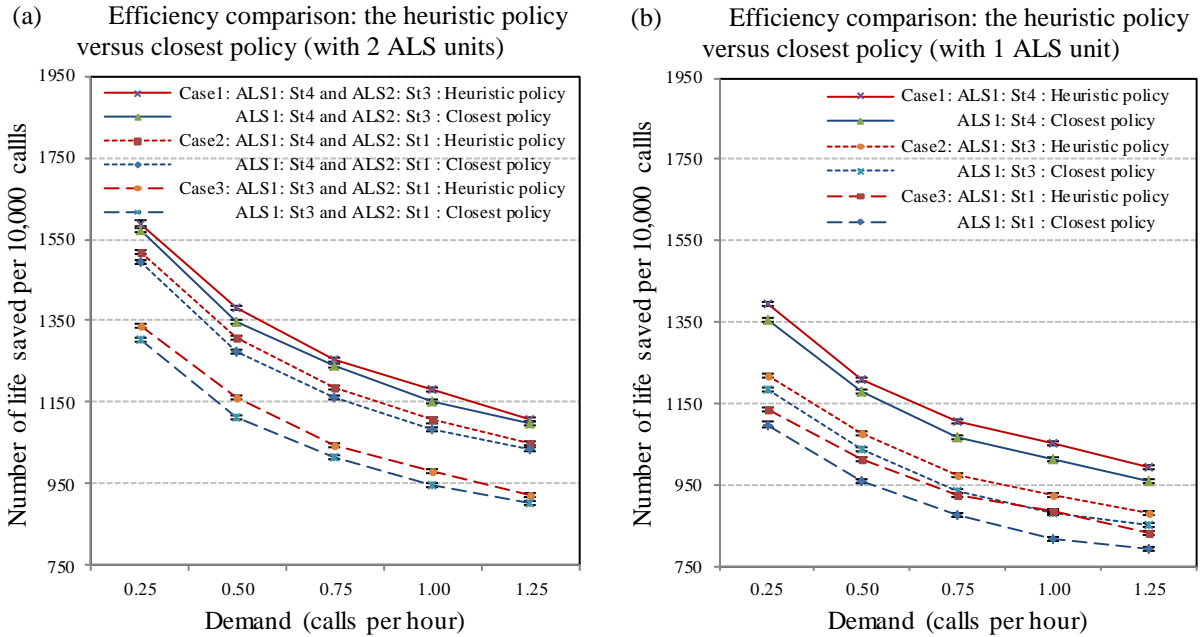 (a) Efficiency comparison: the heuristic policy
versus closest policy (with 2 ALS units)
Number of life saved per 10,000 callls
1950
1750
1550
1350
1150
950
750
Case1: ALS1: St4 and ALS2: St3 : Heuristic policy
ALS1: St4 and ALS2: St3 : Closest policy
Case2: ALS1: St4 and ALS2: St1 : Heuristic policy
ALS1: St4 and ALS2: St1 : Closest policy
Case3: ALS1: St3 and ALS2: St1 : Heuristic policy
ALS1: St3 and ALS2: St1 : Closest policy
0.25 0.50 0.75 1.00 1.25
Demand (calls per hour)
(b) Efficiency comparison: the heuristic policy
versus closest policy (with 1 ALS unit)
Number of life saved per 10,000 callls
1950
1750
1550
1350
1150
950
750
Case1: ALS1: St4 : Heuristic policy
ALS1: St4 : Closest policy
Case2: ALS1: St3 : Heuristic policy
ALS1: St3 : Closest policy
Case3: ALS1: St1 : Heuristic policy
ALS1: St1 : Closest policy
0.25 0.50 0.75 1.00 1.25
Demand (calls per hour)